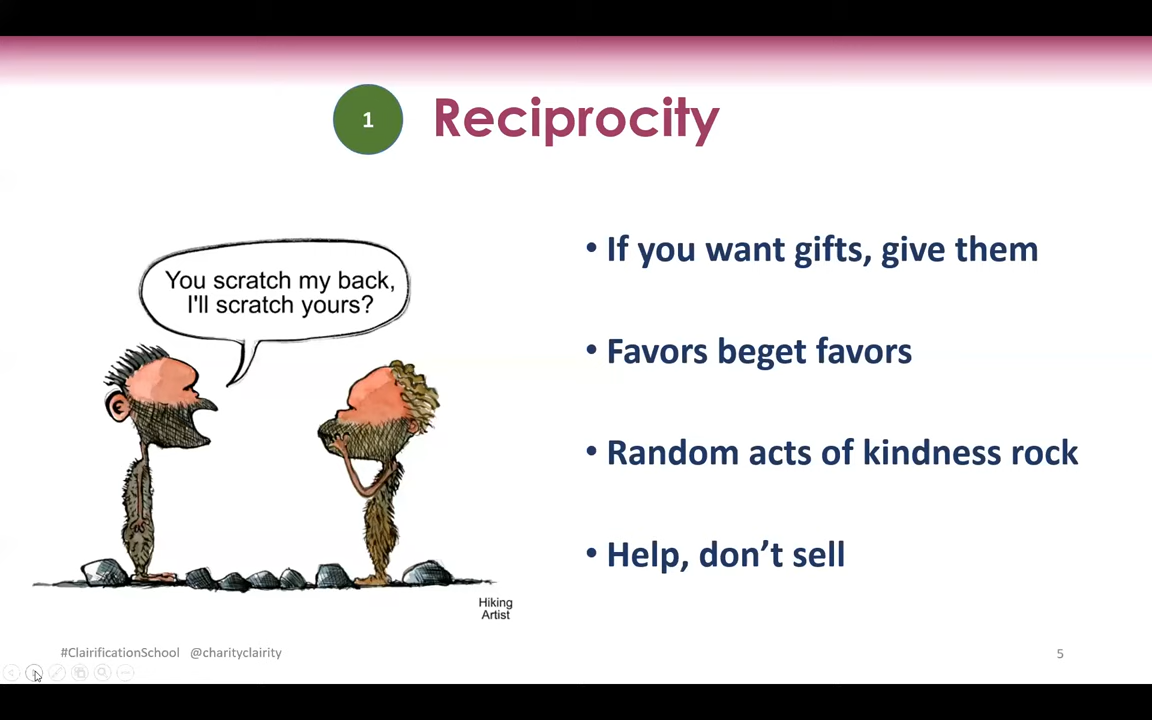 1 Reciprocity
You scratch my back,
I'll scratch yours?
• If you want gifts, give them
• Favors beget favors
• Random acts of kindness rock
• Help, don’t sell
Hiking
Artist
#ClairificationSchool @charityclairity
5